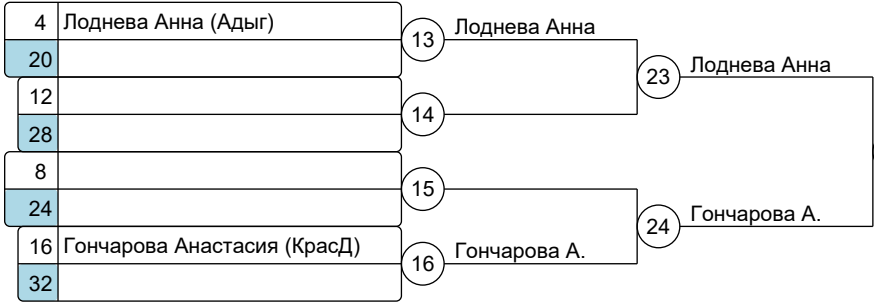 4 Лоднева Анна (Адыг)
20
13 Лоднева Анна
12
28
14
23 Лоднева Анна
8
24
15
16 Гончарова Анастасия (КрасД)
32
16 Гончарова А.
24 Гончарова А.